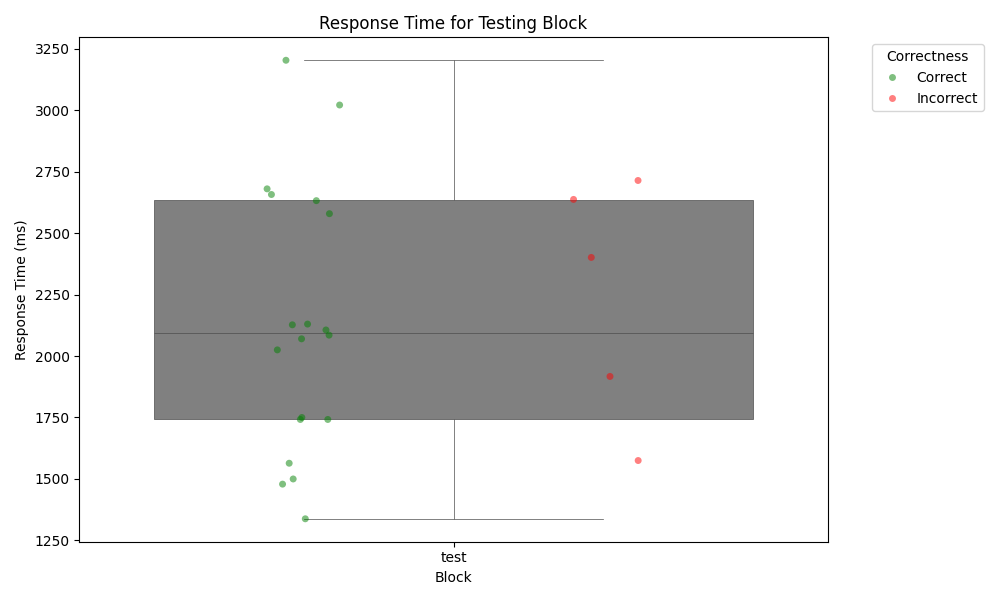 Response Time for Testing Block
Correctness
Correct
Incorrect
Response Time (ms)
3250
3000
2750
2500
2250
2000
1750
1500
1250
test
Block